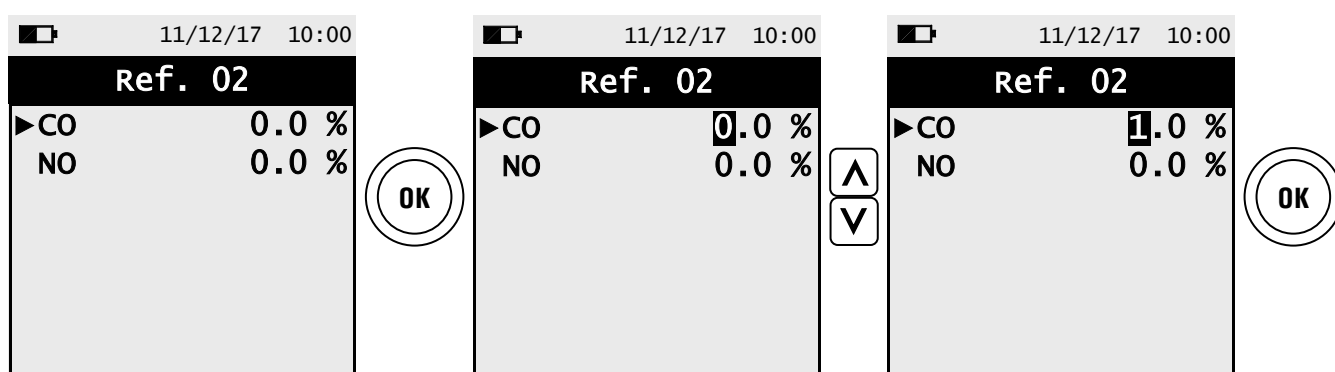 11/12/17 10:00
Ref. 02
▶CO 0.0 %
NO 0.0 %
OK
11/12/17 10:00
Ref. 02
▶CO 0.0 %
NO 0.0 %
11/12/17 10:00
Ref. 02
▶CO 1.0 %
NO 0.0 %
OK